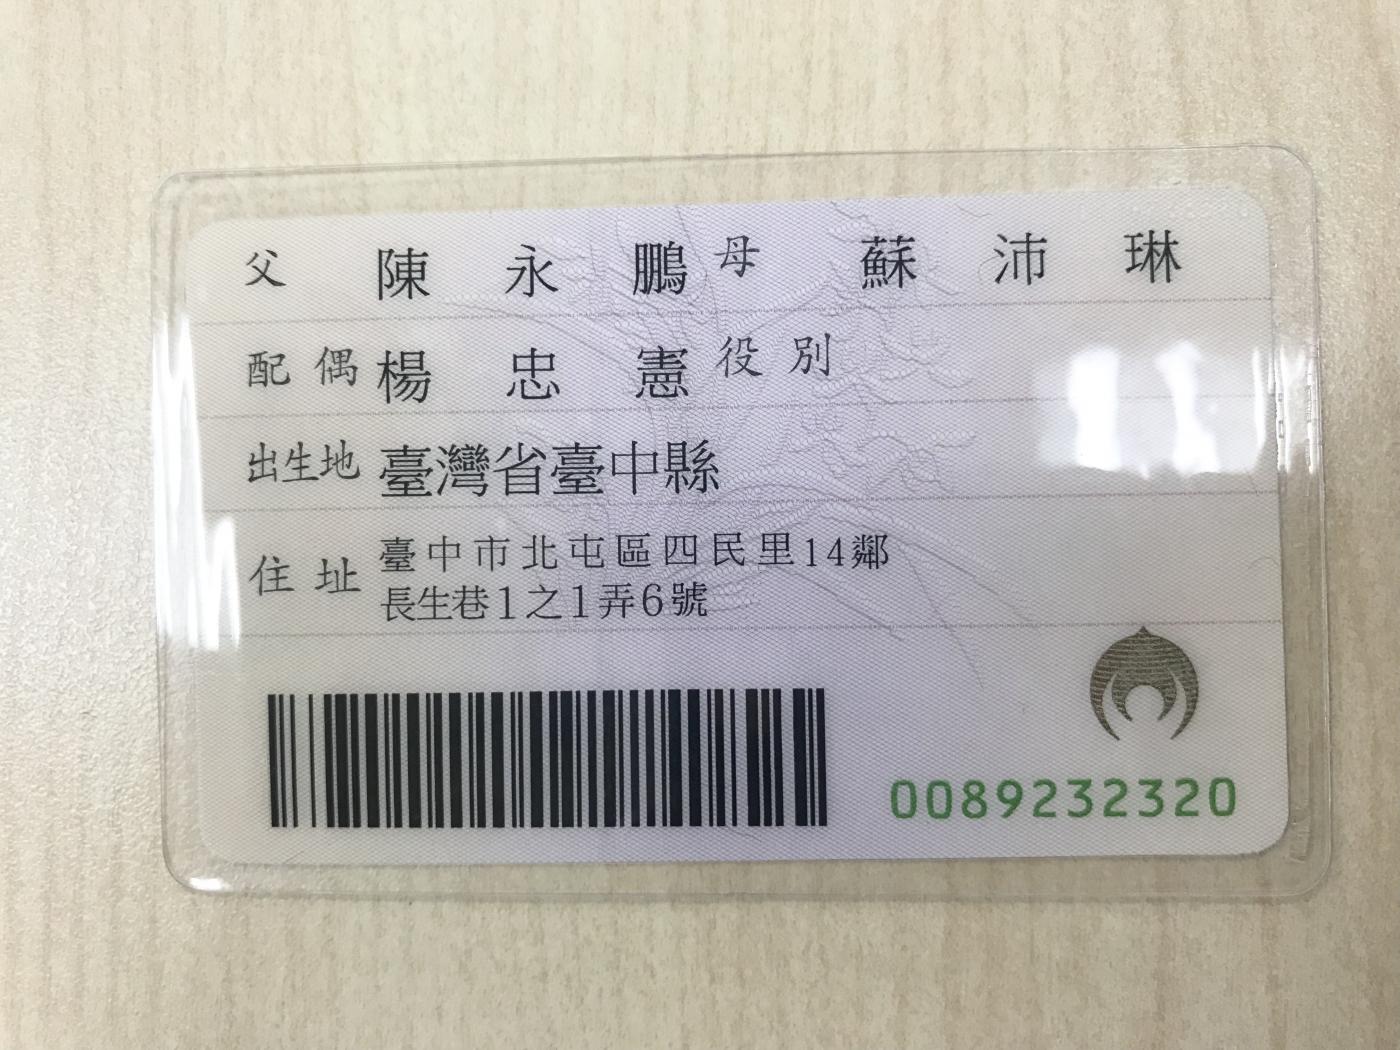 父 陳永鵬 母 蘇沛琳
配偶 楊忠憲 役別
出生地 臺灣省臺中縣
住址 臺中市北屯區四民里14鄰
長生巷1之1弄6號
0089232320